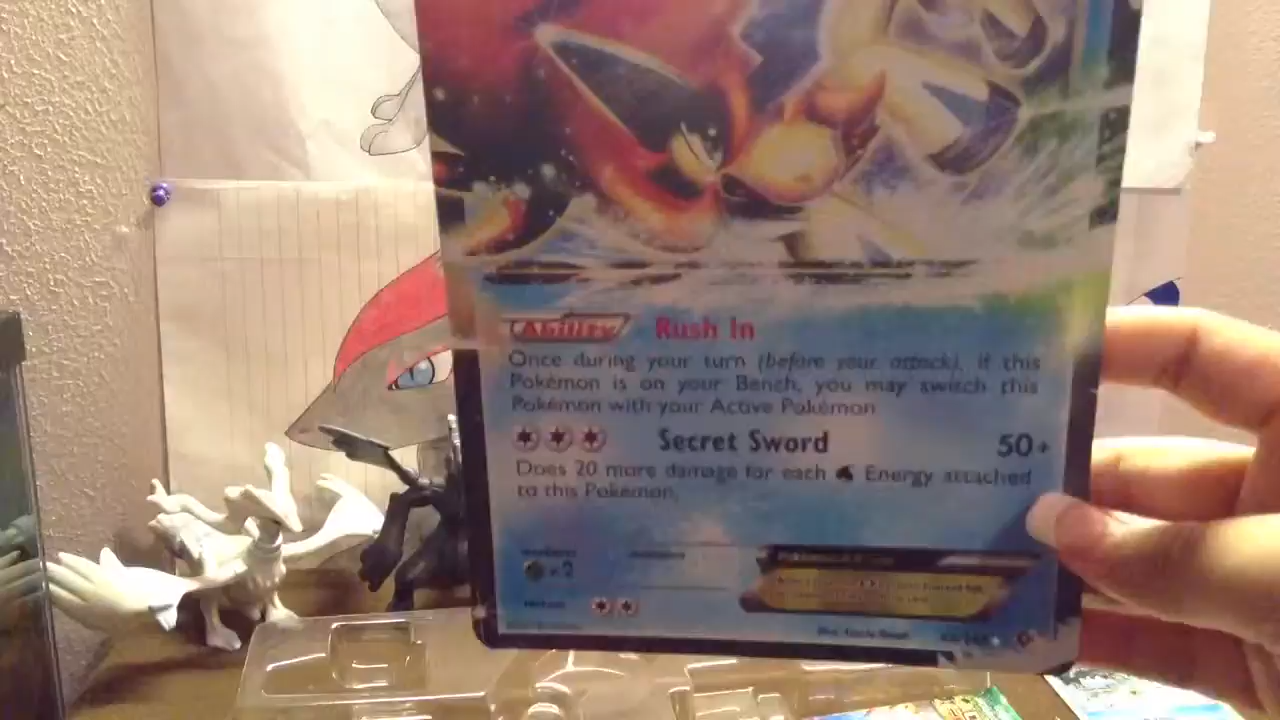 Ability Rush In
Once during your turn (before your attack), if this
Pokémon is on your Bench, you may switch this
Pokémon with your Active Pokémon
Secret Sword 50+
Does 20 more damage for each Energy attached
to this Pokémon.
×2